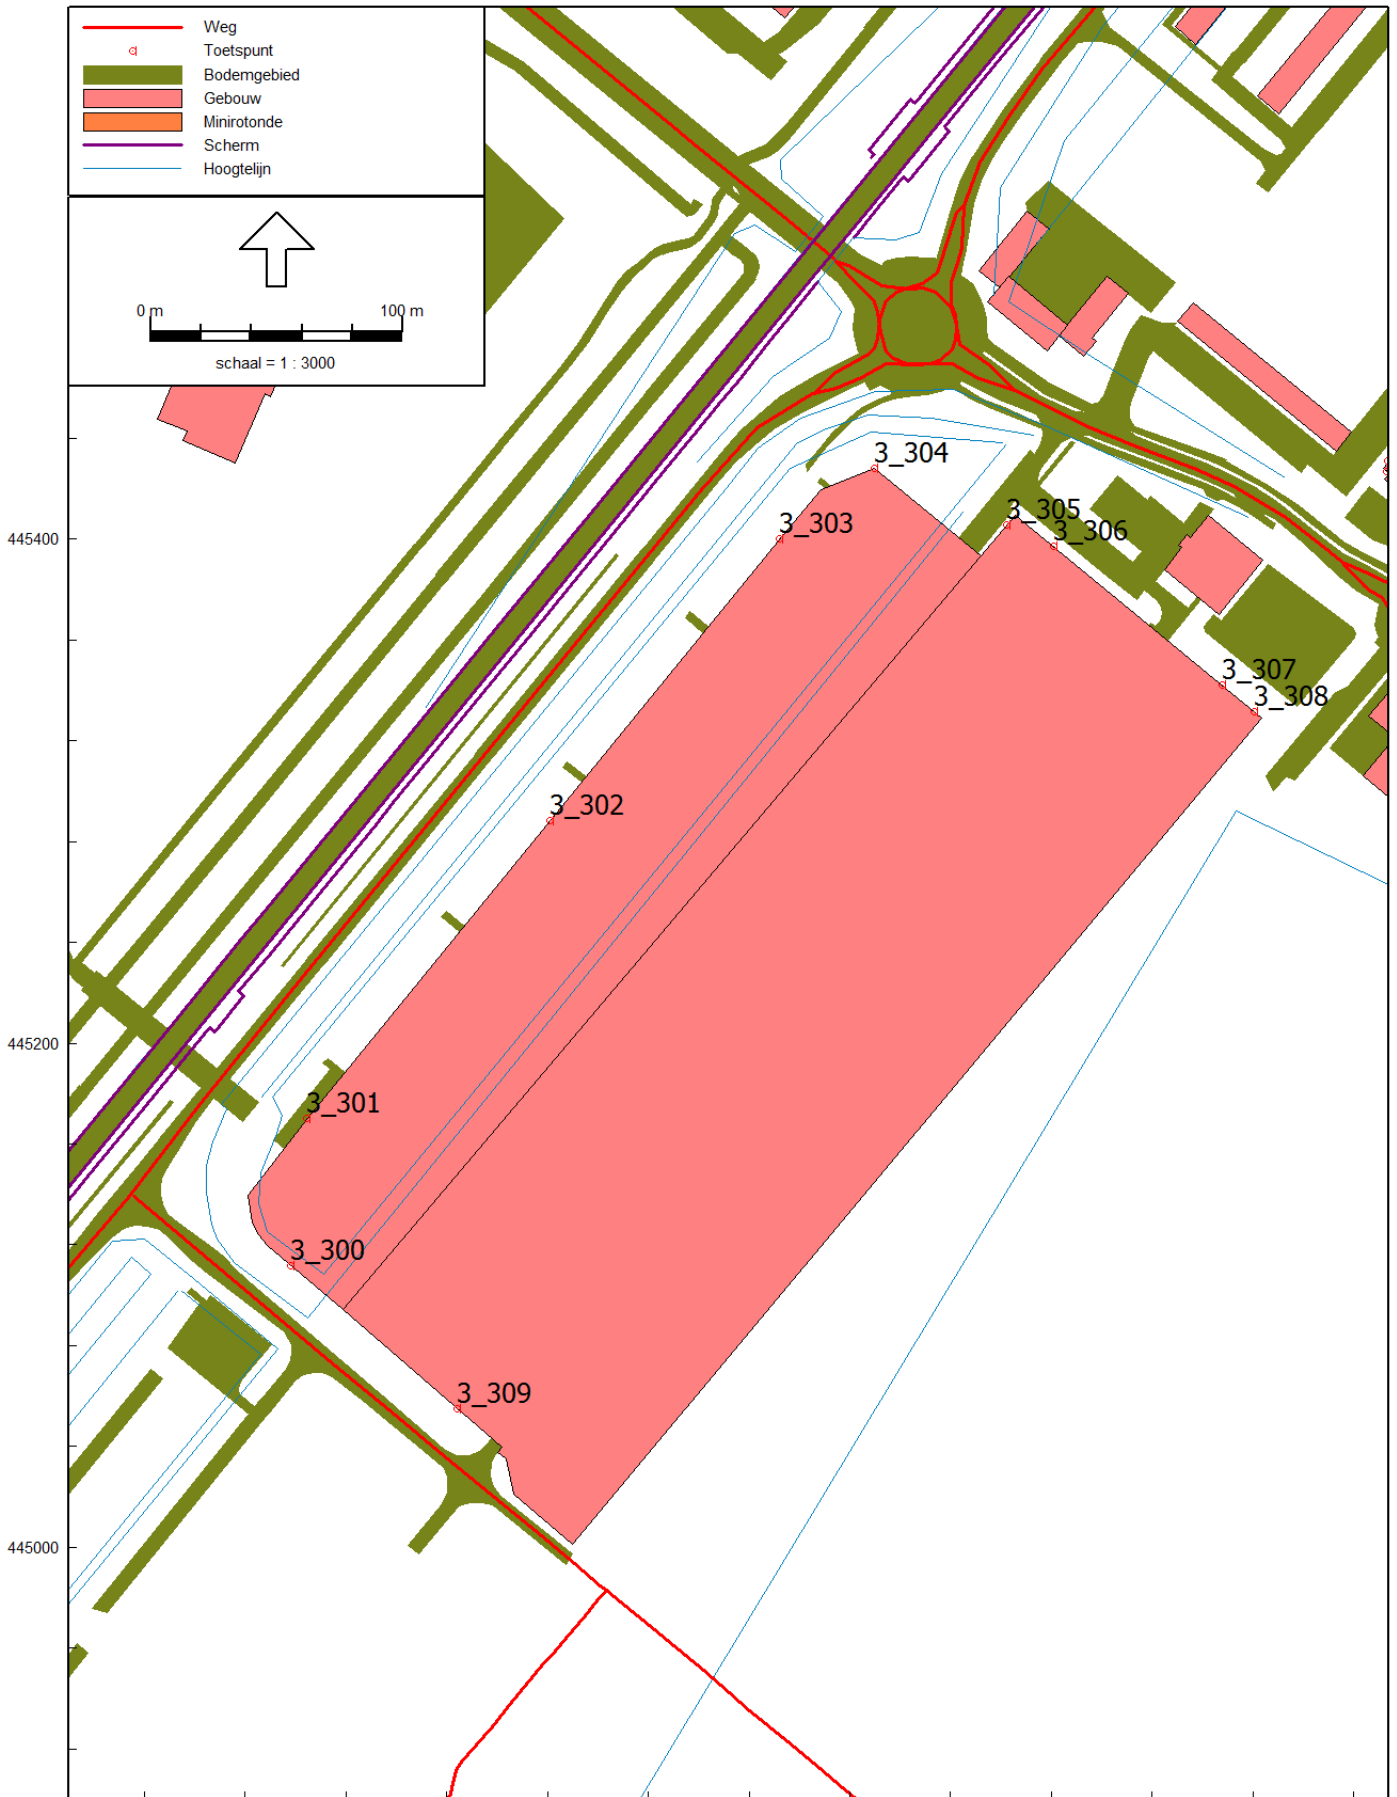 Weg
Toetspunt
Bodemgebied
Gebouw
Minirotonde
Scherm
Hoogtelijn
0 m 100 m
schaal = 1 : 3000
3_304
3_305
3_303
3_306
445400
3_307
3_308
3_302
445200
3_301
3_300
3_309
445000